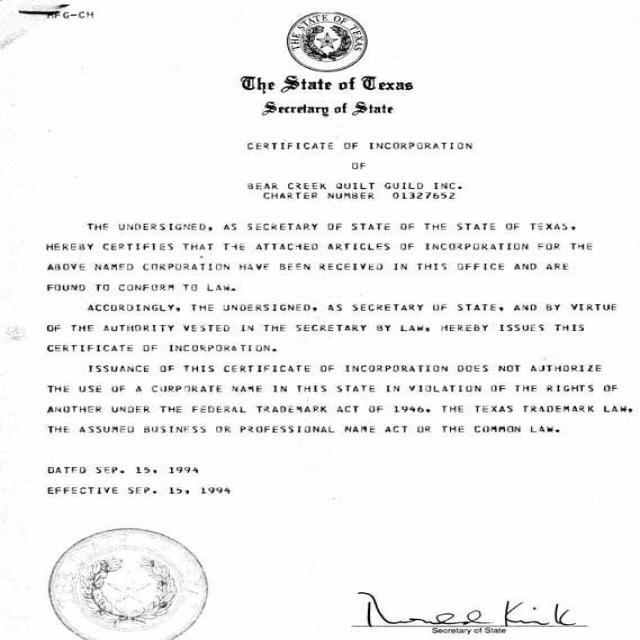 MFG-CH
THE STATE OF TEXAS
The State of Texas
Secretary of State
CERTIFICATE OF INCORPORATION
OF
BEAR CREEK QUILT GUILD INC.
CHARTER NUMBER 01327652
THE UNDERSIGNED, AS SECRETARY OF STATE OF THE STATE OF TEXAS,
HEREBY CERTIFIES THAT THE ATTACHED ARTICLES OF INCORPORATION FOR THE
ABOVE NAMED CORPORATION HAVE BEEN RECEIVED IN THIS OFFICE AND ARE
FOUND TO CONFORM TO LAW.
ACCORDINGLY, THE UNDERSIGNED, AS SECRETARY OF STATE, AND BY VIRTUE
OF THE AUTHORITY VESTED IN THE SECRETARY BY LAW, HEREBY ISSUES THIS
CERTIFICATE OF INCORPORATION.
ISSUANCE OF THIS CERTIFICATE OF INCORPORATION DOES NOT AUTHORIZE
THE USE OF A CORPORATE NAME IN THIS STATE IN VIOLATION OF THE RIGHTS OF
ANOTHER UNDER THE FEDERAL TRADEMARK ACT OF 1946, THE TEXAS TRADEMARK LAW,
THE ASSUMED BUSINESS OR PROFESSIONAL NAME ACT OR THE COMMON LAW.
DATED SEP. 15, 1994
EFFECTIVE SEP. 15, 1994
Ronald Kirk
Secretary of State